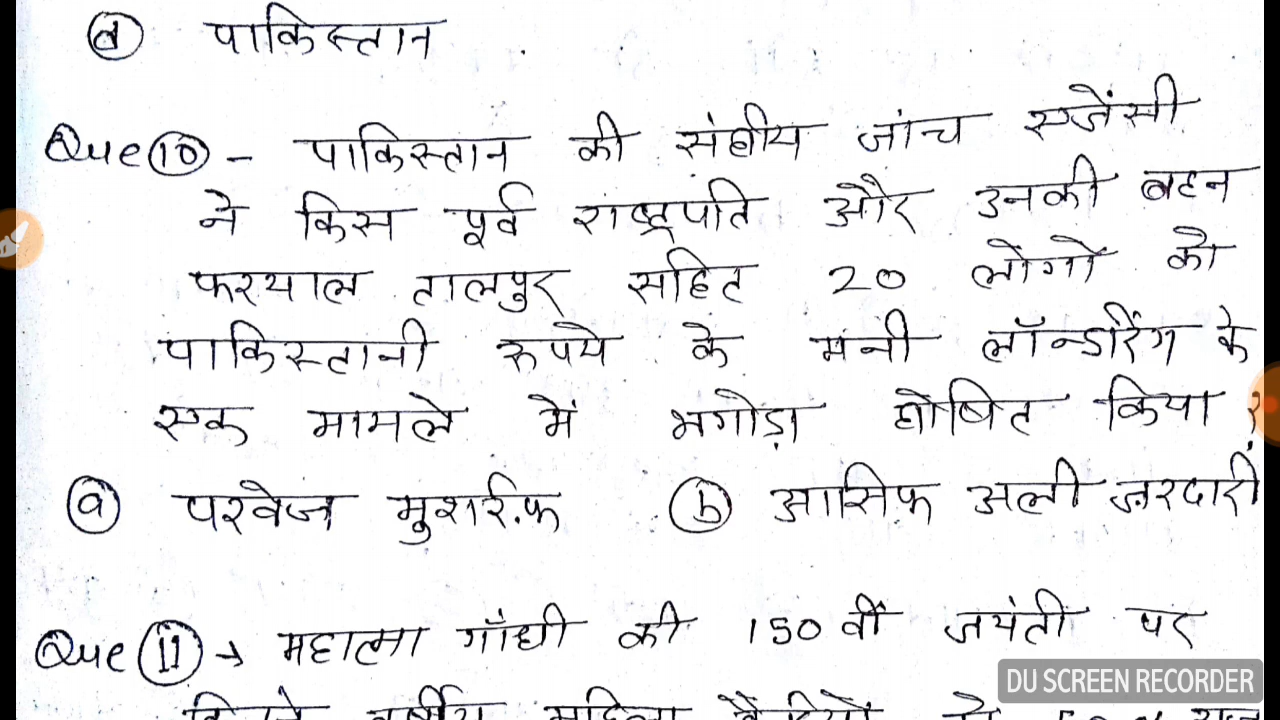 (d) पाकिस्तान
Que (10) - पाकिस्तान की संघीय जांच एजेंसी
ने किस पूर्व राष्ट्रपति और उनकी बहन
फरयाल तालपुर सहित 20 लोगों को
पाकिस्तानी रुपये के मनी लॉन्डरिंग के
एक मामले में भगोड़ा घोषित किया?
(a) परवेज मुशर्रफ (b) आसिफ अली ज़रदारी
Que (11) → महात्मा गाँधी की 150 वीं जयंती पर
DU SCREEN RECORDER